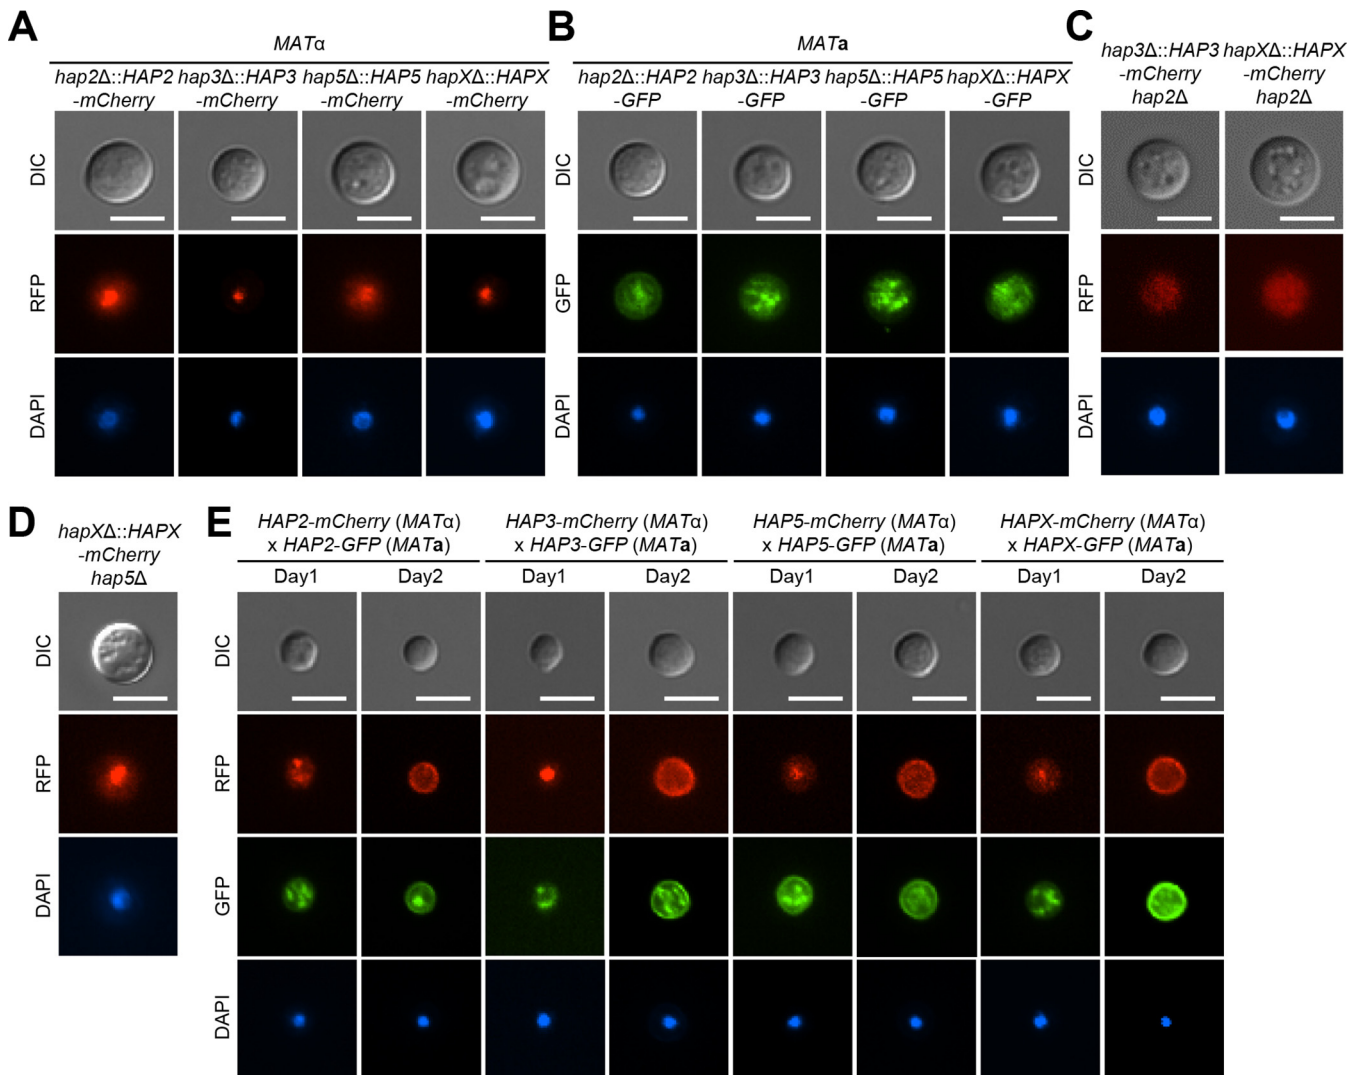 A
MATα
hap2Δ::HAP2 hap3Δ::HAP3 hap5Δ::HAP5 hapXΔ::HAPX
-mCherry -mCherry -mCherry -mCherry
DIC
RFP
DAPI
B
MATa
hap2Δ::HAP2 hap3Δ::HAP3 hap5Δ::HAP5 hapXΔ::HAPX
-GFP -GFP -GFP -GFP
DIC
GFP
DAPI
C
hap3Δ::HAP3 hapXΔ::HAPX
-mCherry -mCherry
hap2Δ hap2Δ
DIC
RFP
DAPI
D
hapXΔ::HAPX
-mCherry
hap5Δ
DIC
RFP
DAPI
E
HAP2-mCherry (MATα) HAP3-mCherry (MATα) HAP5-mCherry (MATα) HAPX-mCherry (MATα)
x HAP2-GFP (MATa) x HAP3-GFP (MATa) x HAP5-GFP (MATa) x HAPX-GFP (MATa)
Day1 Day2 Day1 Day2 Day1 Day2 Day1 Day2
DIC
RFP
GFP
DAPI